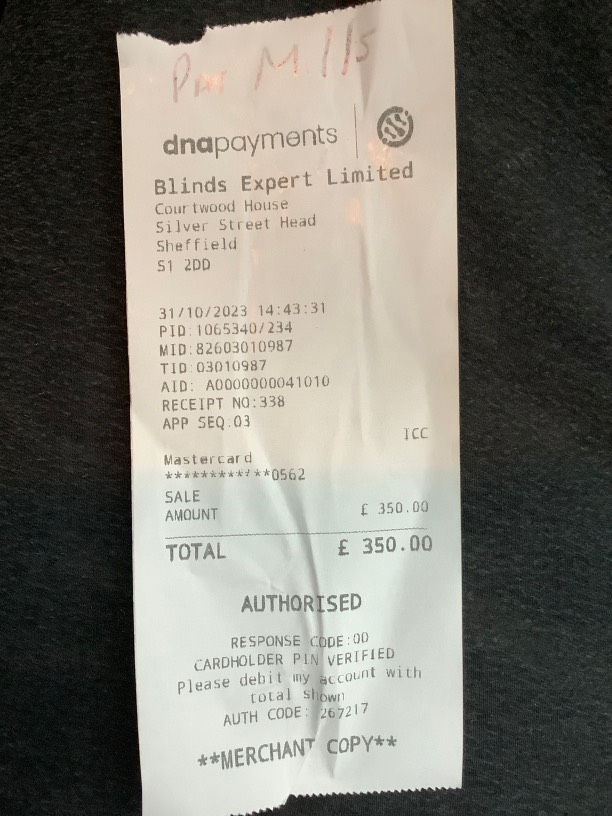 dnapayments
Blinds Expert Limited
Courtwood House
Silver Street Head
Sheffield
S1 2DD
31/10/2023 14:43:31
PID:1065340/234
MID:82603010987
TID:03010987
AID: A0000000041010
RECEIPT NO:338
APP SEQ:03
ICC
Mastercard
************0562
SALE
AMOUNT £ 350.00
TOTAL £ 350.00
AUTHORISED
RESPONSE CODE:00
CARDHOLDER PIN VERIFIED
Please debit my account with
total shown
AUTH CODE: 267217
**MERCHANT COPY**